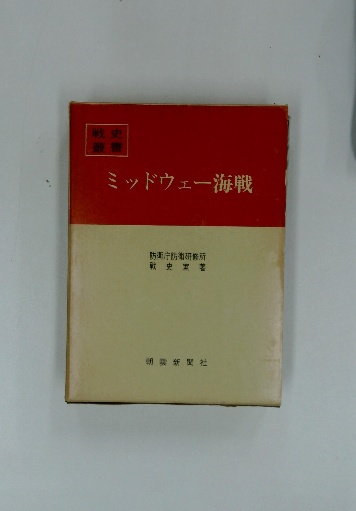 戦史
叢書
ミッドウェー海戦
防衛庁防衛研修所
戦史室著
朝雲新聞社